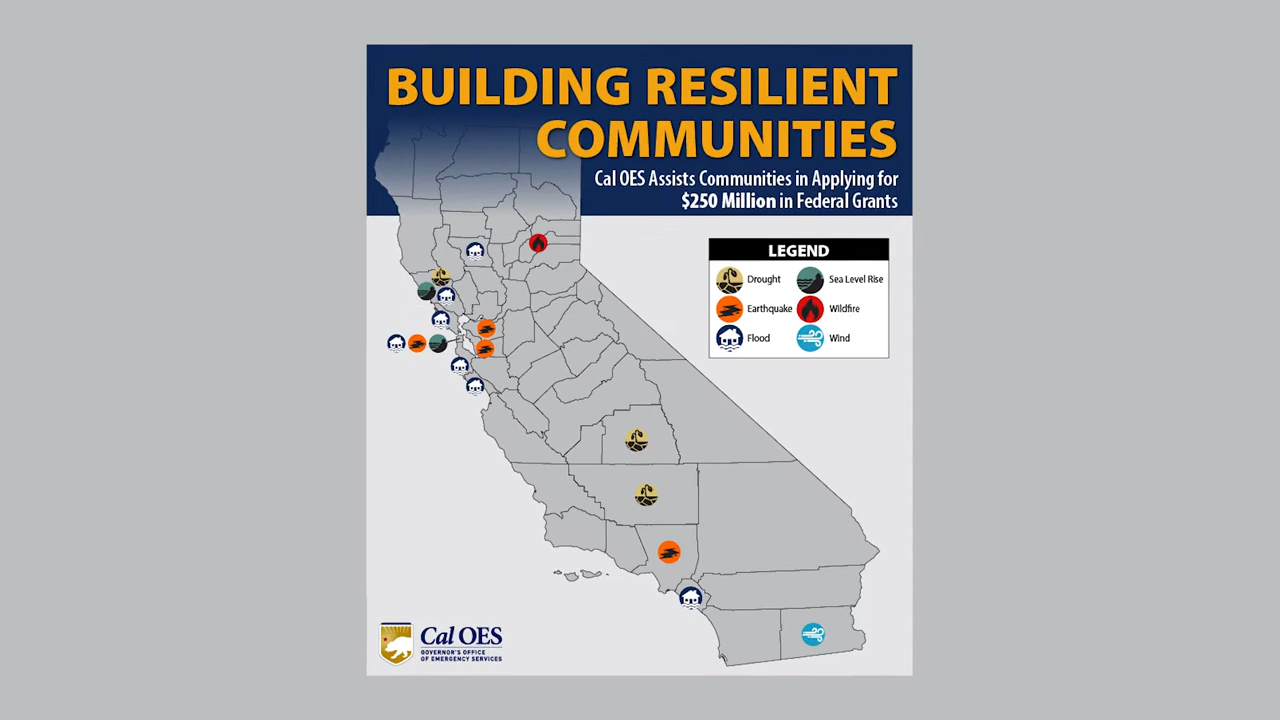 BUILDING RESILIENT
COMMUNITIES
Cal OES Assists Communities in Applying for
$250 Million in Federal Grants
LEGEND
Drought
Sea Level Rise
Earthquake
Wildfire
Flood
Wind
Cal OES
GOVERNOR'S OFFICE
OF EMERGENCY SERVICES